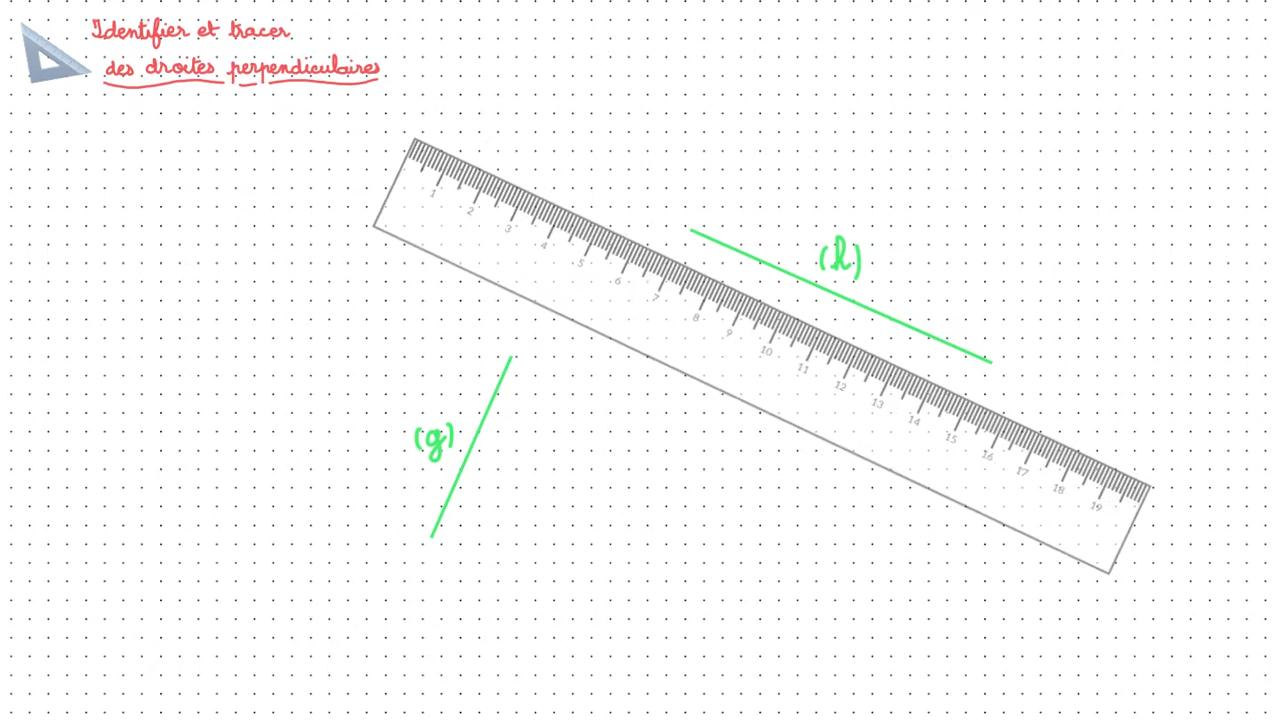 Identifier et tracer
des droites perpendiculaires
1 2 3 4 5 6 7 8 9 10 11 12 13 14 15 16 17 18 19
(h)
(g)